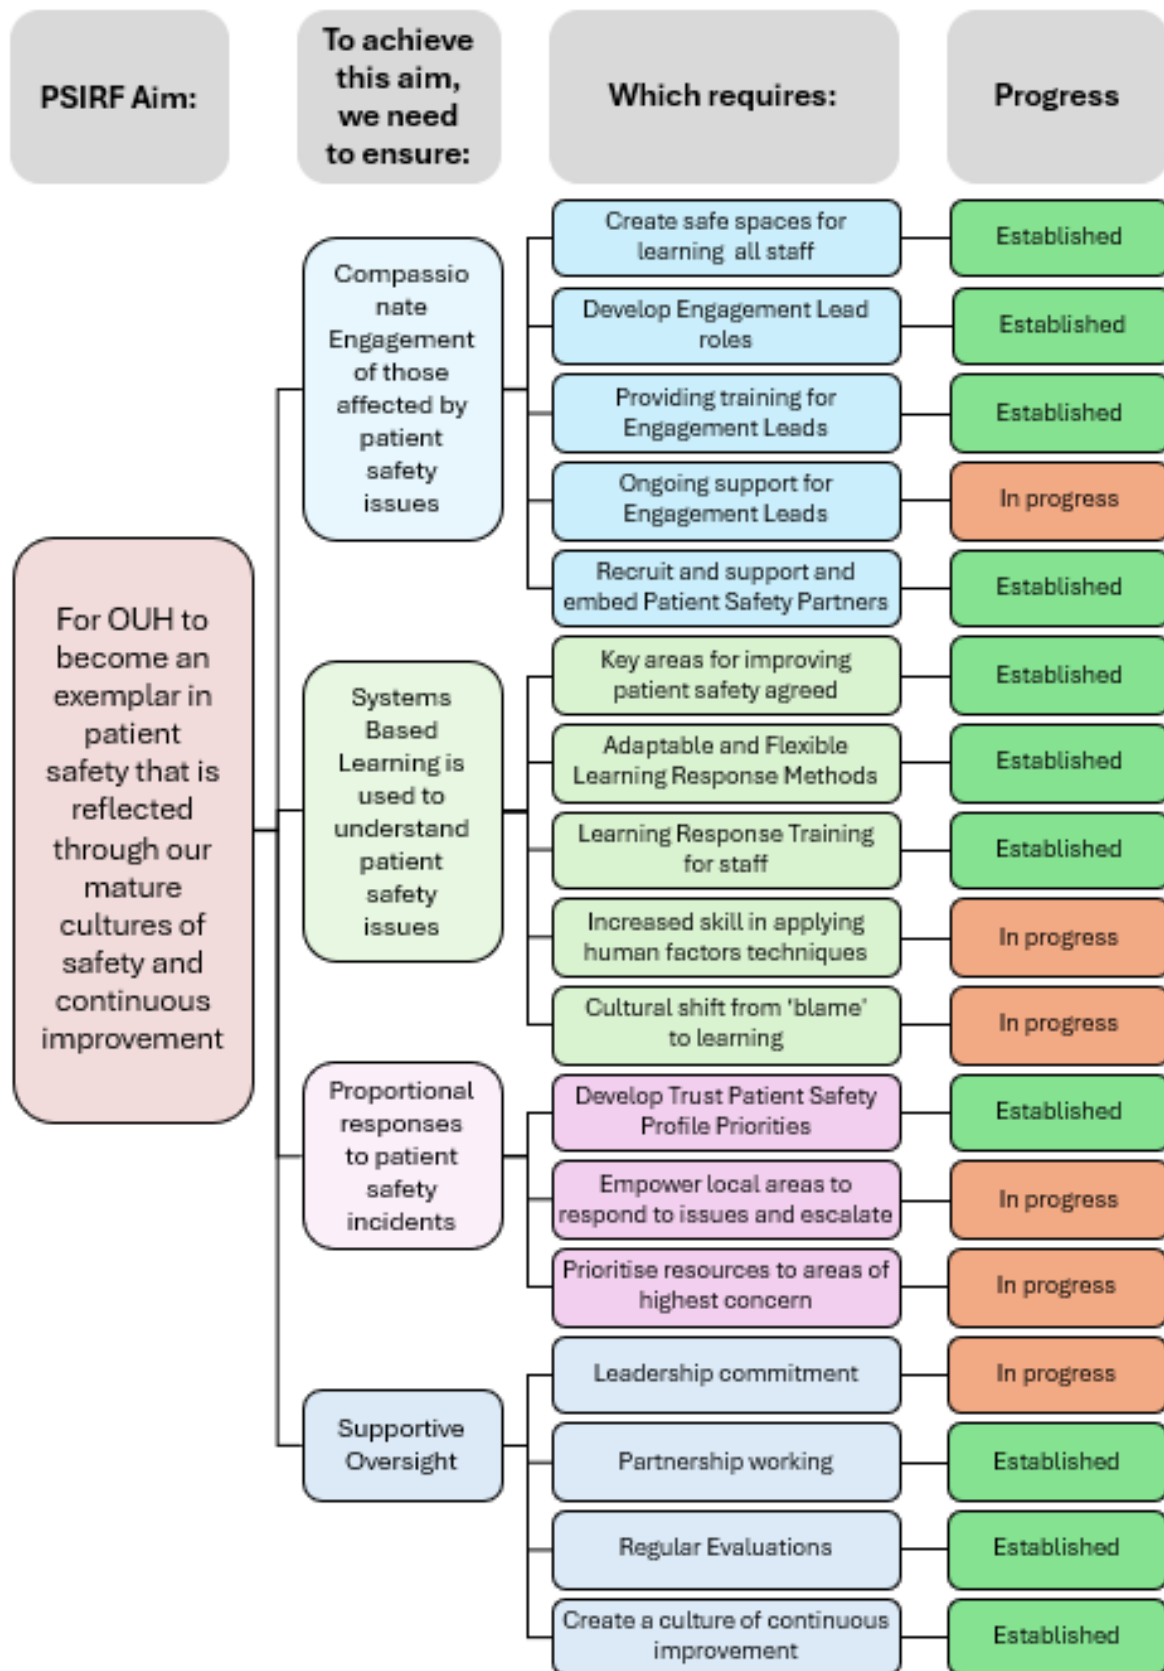 PSIRF Aim:
To achieve
this aim,
we need
to ensure:
Which requires:
Progress
For OUH to
become an
exemplar in
patient
safety that is
reflected
through our
mature
cultures of
safety and
continuous
improvement
Compassio
nate
Engagement
of those
affected by
patient
safety
issues
Create safe spaces for
learning  all staff
Established
Develop Engagement Lead
roles
Established
Providing training for
Engagement Leads
Established
Ongoing support for
Engagement Leads
In progress
Recruit and support and
embed Patient Safety Partners
Established
Systems
Based
Learning is
used to
understand
patient
safety
issues
Key areas for improving
patient safety agreed
Established
Adaptable and Flexible
Learning Response Methods
Established
Learning Response Training
for staff
Established
Increased skill in applying
human factors techniques
In progress
Cultural shift from 'blame'
to learning
In progress
Proportional
responses
to patient
safety
incidents
Develop Trust Patient Safety
Profile Priorities
Established
Empower local areas to
respond to issues and escalate
In progress
Prioritise resources to areas of
highest concern
In progress
Supportive
Oversight
Leadership commitment
In progress
Partnership working
Established
Regular Evaluations
Established
Create a culture of continuous
improvement
Established